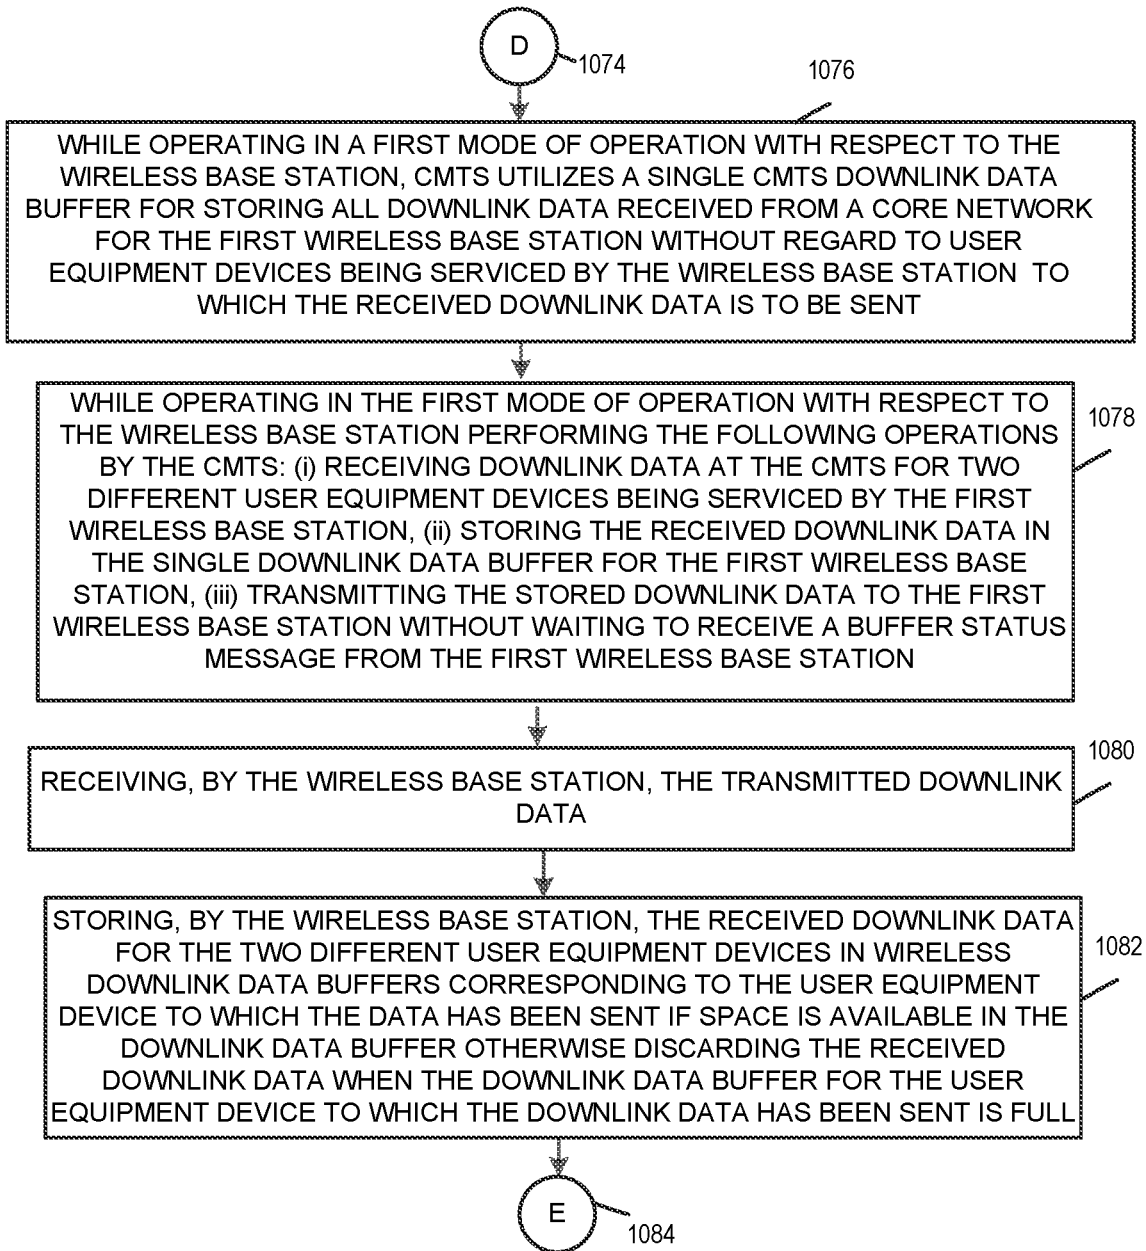 D
1074
1076
WHILE OPERATING IN A FIRST MODE OF OPERATION WITH RESPECT TO THE
WIRELESS BASE STATION, CMTS UTILIZES A SINGLE CMTS DOWNLINK DATA
BUFFER FOR STORING ALL DOWNLINK DATA RECEIVED FROM A CORE NETWORK
FOR THE FIRST WIRELESS BASE STATION WITHOUT REGARD TO USER
EQUIPMENT DEVICES BEING SERVICED BY THE WIRELESS BASE STATION TO
WHICH THE RECEIVED DOWNLINK DATA IS TO BE SENT
WHILE OPERATING IN THE FIRST MODE OF OPERATION WITH RESPECT TO
THE WIRELESS BASE STATION PERFORMING THE FOLLOWING OPERATIONS
BY THE CMTS: (i) RECEIVING DOWNLINK DATA AT THE CMTS FOR TWO
DIFFERENT USER EQUIPMENT DEVICES BEING SERVICED BY THE FIRST
WIRELESS BASE STATION, (ii) STORING THE RECEIVED DOWNLINK DATA IN
THE SINGLE DOWNLINK DATA BUFFER FOR THE FIRST WIRELESS BASE
STATION, (iii) TRANSMITTING THE STORED DOWNLINK DATA TO THE FIRST
WIRELESS BASE STATION WITHOUT WAITING TO RECEIVE A BUFFER STATUS
MESSAGE FROM THE FIRST WIRELESS BASE STATION
1078
RECEIVING, BY THE WIRELESS BASE STATION, THE TRANSMITTED DOWNLINK
DATA
1080
STORING, BY THE WIRELESS BASE STATION, THE RECEIVED DOWNLINK DATA
FOR THE TWO DIFFERENT USER EQUIPMENT DEVICES IN WIRELESS
DOWNLINK DATA BUFFERS CORRESPONDING TO THE USER EQUIPMENT
DEVICE TO WHICH THE DATA HAS BEEN SENT IF SPACE IS AVAILABLE IN THE
DOWNLINK DATA BUFFER OTHERWISE DISCARDING THE RECEIVED
DOWNLINK DATA WHEN THE DOWNLINK DATA BUFFER FOR THE USER
EQUIPMENT DEVICE TO WHICH THE DOWNLINK DATA HAS BEEN SENT IS FULL
1082
E
1084